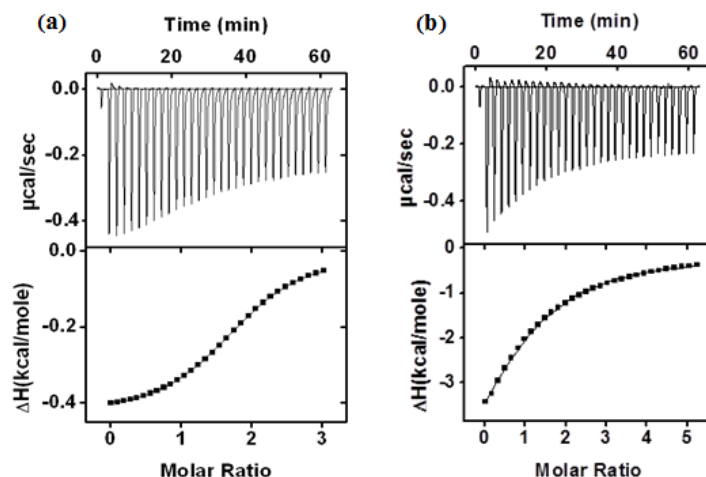 (a)
Time (min)
0 20 40 60
0.0
-0.2
-0.4
µcal/sec
0.0
-0.2
-0.4
ΔH(kcal/mole)
0 1 2 3
Molar Ratio
(b)
Time (min)
0 20 40 60
0.0
-0.2
-0.4
µcal/sec
0
-1
-2
-3
ΔH(kcal/mole)
0 1 2 3 4 5
Molar Ratio